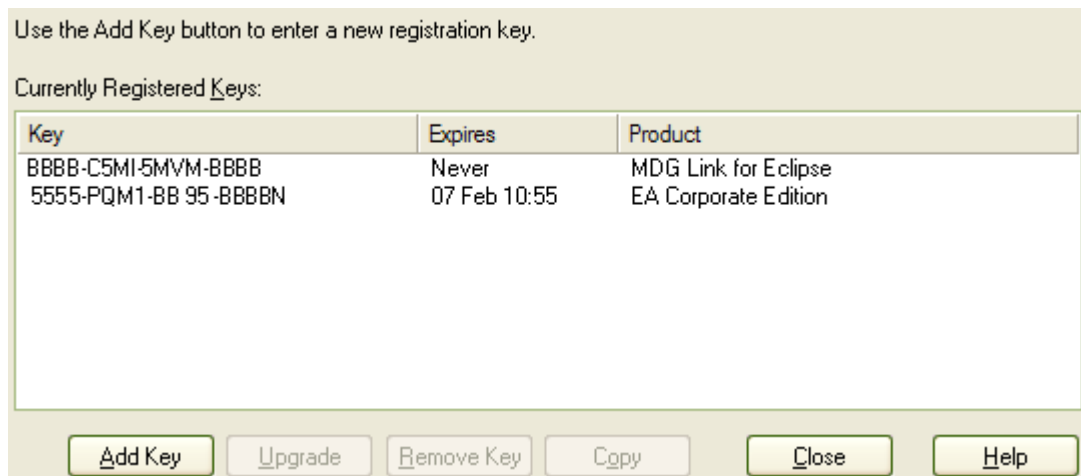 Use the Add Key button to enter a new registration key.
Currently Registered Keys:
Key Expires Product
BBBB-C5MI-5MVM-BBBB Never MDG Link for Eclipse
5555-PQM1-BB 95-BBBBN 07 Feb 10:55 EA Corporate Edition
Add Key Upgrade Remove Key Copy Close Help